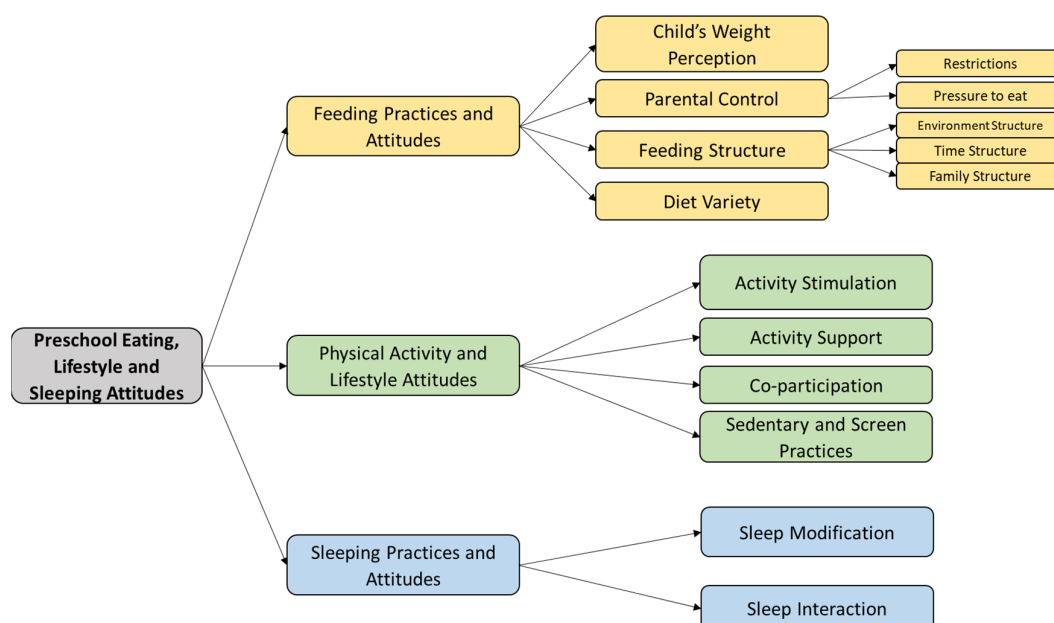 Child's Weight
Perception
Restrictions
Parental Control
Pressure to eat
Feeding Practices and
Attitudes
Environment Structure
Feeding Structure
Time Structure
Family Structure
Diet Variety
Activity Stimulation
Preschool Eating,
Lifestyle and
Sleeping Attitudes
Physical Activity and
Lifestyle Attitudes
Activity Support
Co-participation
Sedentary and Screen
Practices
Sleep Modification
Sleeping Practices and
Attitudes
Sleep Interaction